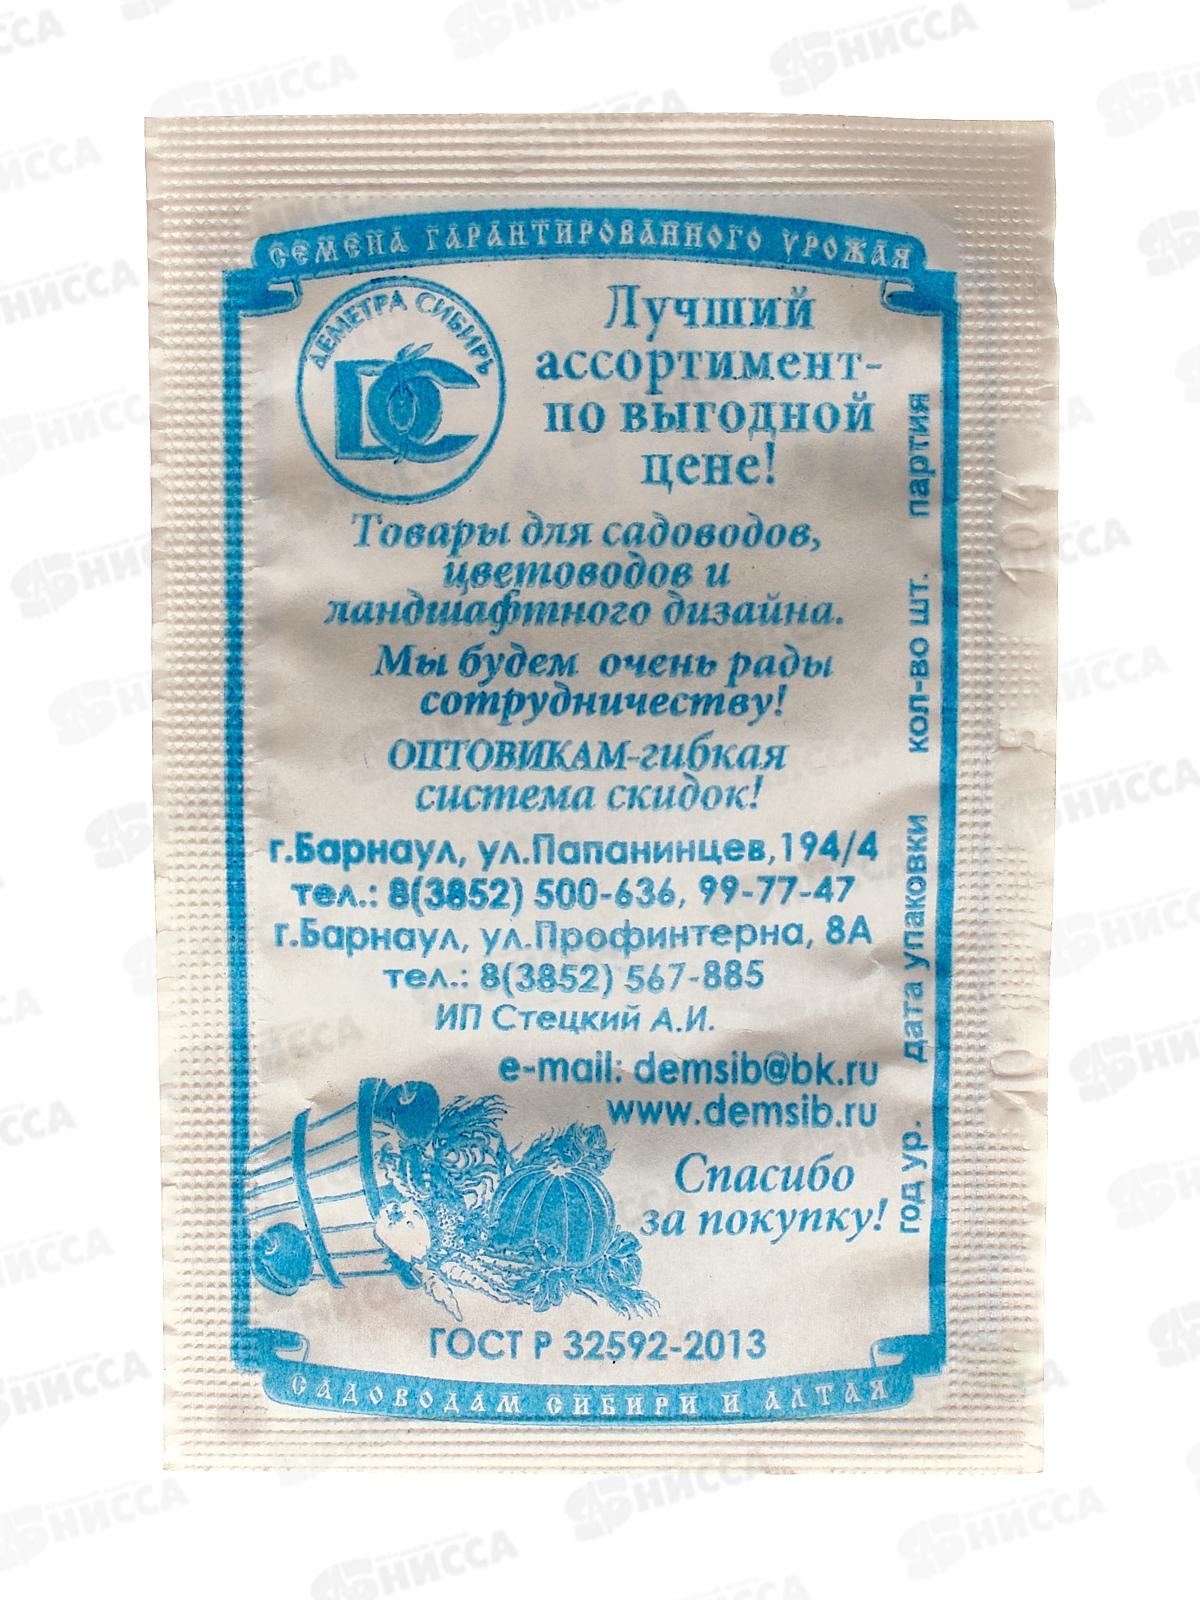 СЕМЕНА ГАРАНТИРОВАННОГО УРОЖАЯ
ДЕМЕТРА СИБИРЬ
ДС
Лучший
ассортимент-
по выгодной
цене!
Товары для садоводов,
цветоводов и
ландшафтного дизайна.
Мы будем очень рады
сотрудничеству!
ОПТОВИКАМ-гибкая
система скидок!
г.Барнаул, ул.Папанинцев,194/4
тел.: 8(3852) 500-636, 99-77-47
г.Барнаул, ул.Профинтерна, 8А
тел.: 8(3852) 567-885
ИП Стецкий А.И.
e-mail: demsib@bk.ru
www.demsib.ru
Спасибо
за покупку!
год ур. дата упаковки кол-во шт. партия
ГОСТ Р 32592-2013
САДОВОДАМ СИБИРИ И АЛТАЯ